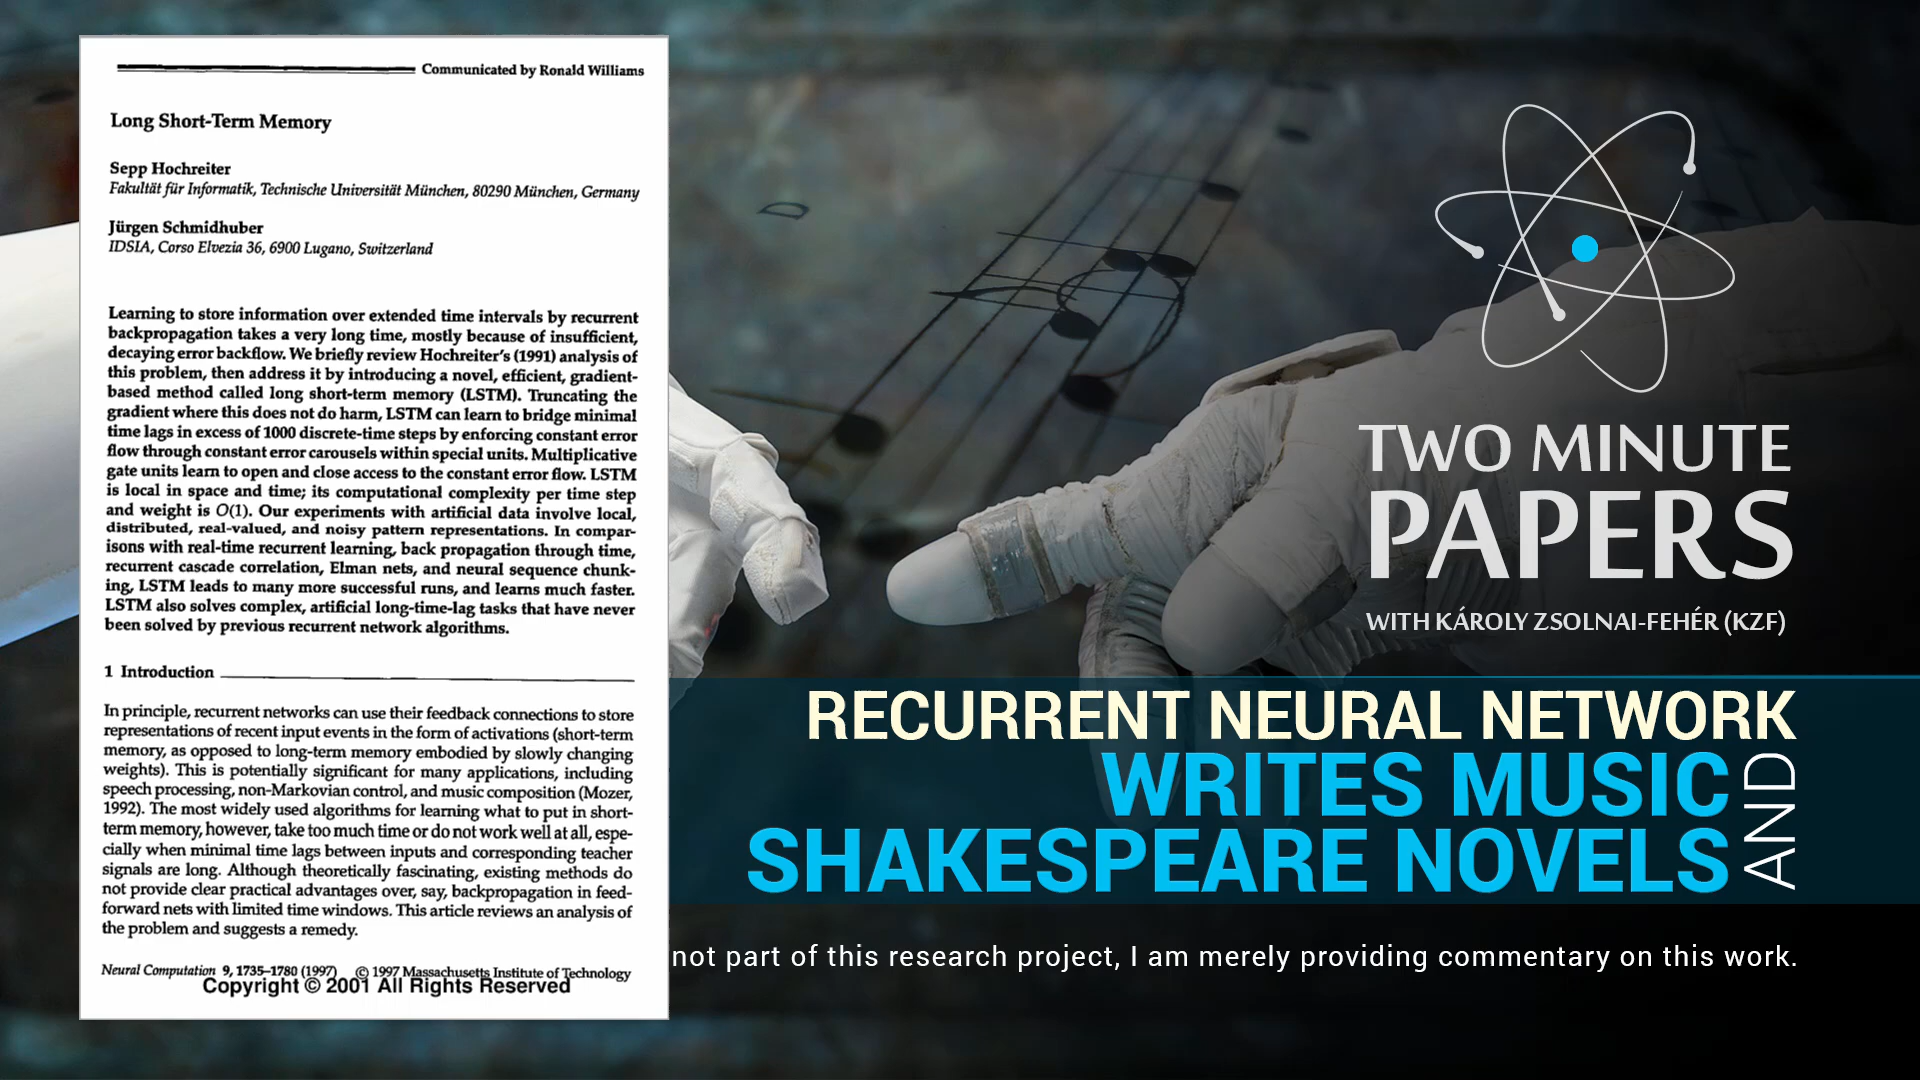 Communicated by Ronald Williams
Long Short-Term Memory
Sepp Hochreiter
Fakultät für Informatik, Technische Universität München, 80290 München, Germany
Jürgen Schmidhuber
IDSIA, Corso Elvezia 36, 6900 Lugano, Switzerland
Learning to store information over extended time intervals by recurrent
backpropagation takes a very long time, mostly because of insufficient,
decaying error backflow. We briefly review Hochreiter's (1991) analysis of
this problem, then address it by introducing a novel, efficient, gradient-
based method called long short-term memory (LSTM). Truncating the
gradient where this does not do harm, LSTM can learn to bridge minimal
time lags in excess of 1000 discrete-time steps by enforcing constant error
flow through constant error carousels within special units. Multiplicative
gate units learn to open and close access to the constant error flow. LSTM
is local in space and time; its computational complexity per time step
and weight is O(1). Our experiments with artificial data involve local,
distributed, real-valued, and noisy pattern representations. In compar-
isons with real-time recurrent learning, back propagation through time,
recurrent cascade correlation, Elman nets, and neural sequence chunk-
ing, LSTM leads to many more successful runs, and learns much faster.
LSTM also solves complex, artificial long-time-lag tasks that have never
been solved by previous recurrent network algorithms.
1 Introduction
In principle, recurrent networks can use their feedback connections to store
representations of recent input events in the form of activations (short-term
memory, as opposed to long-term memory embodied by slowly changing
weights). This is potentially significant for many applications, including
speech processing, non-Markovian control, and music composition (Mozer,
1992). The most widely used algorithms for learning what to put in short-
term memory, however, take too much time or do not work well at all, espe-
cially when minimal time lags between inputs and corresponding teacher
signals are long. Although theoretically fascinating, existing methods do
not provide clear practical advantages over, say, backpropagation in feed-
forward nets with limited time windows. This article reviews an analysis of
the problem and suggests a remedy.
Neural Computation 9, 1735–1780 (1997) © 1997 Massachusetts Institute of Technology
Copyright © 2001 All Rights Reserved
D
TWO MINUTE
PAPERS
WITH KÁROLY ZSOLNAI-FEHÉR (KZF)
RECURRENT NEURAL NETWORK
WRITES MUSIC
AND
SHAKESPEARE NOVELS
not part of this research project, I am merely providing commentary on this work.